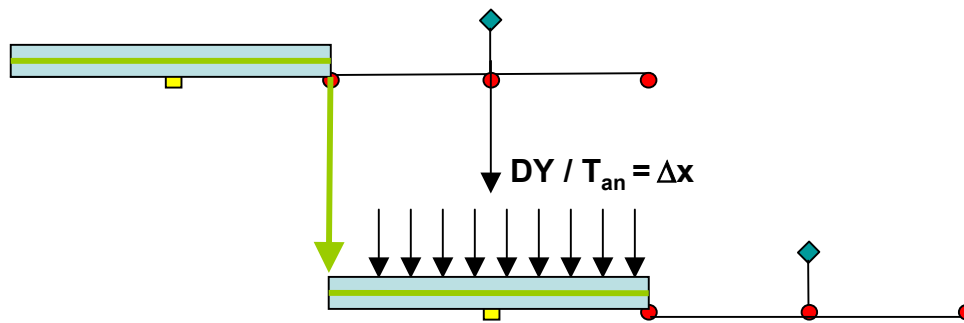 DY / Tan = Δx